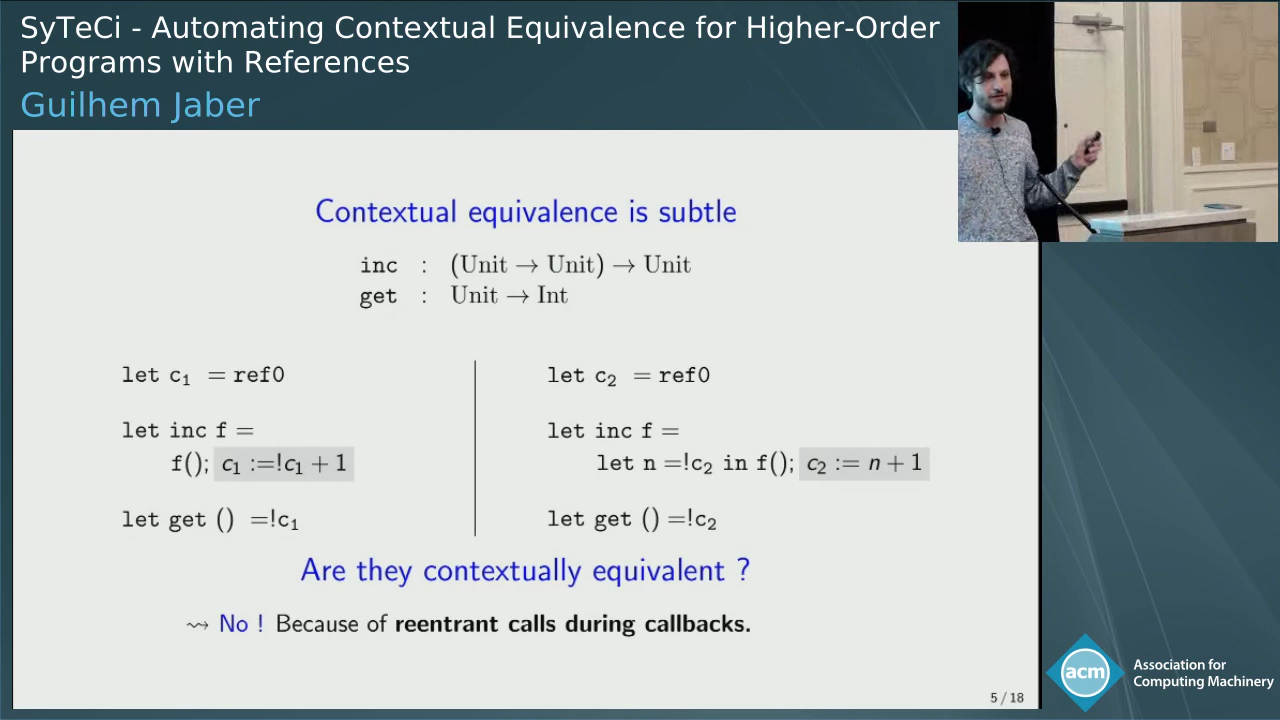 SyTeCi - Automating Contextual Equivalence for Higher-Order
Programs with References
Guilhem Jaber
Contextual equivalence is subtle
inc : (Unit → Unit) → Unit
get : Unit → Int
let c₁ = ref0
let inc f =
f(); c₁ :=!c₁ + 1
let get () =!c₁
let c₂ = ref0
let inc f =
let n =!c₂ in f(); c₂ := n + 1
let get () =!c₂
Are they contextually equivalent ?
⇝ No ! Because of reentrant calls during callbacks.
5 / 18
acm
Association for
Computing Machinery